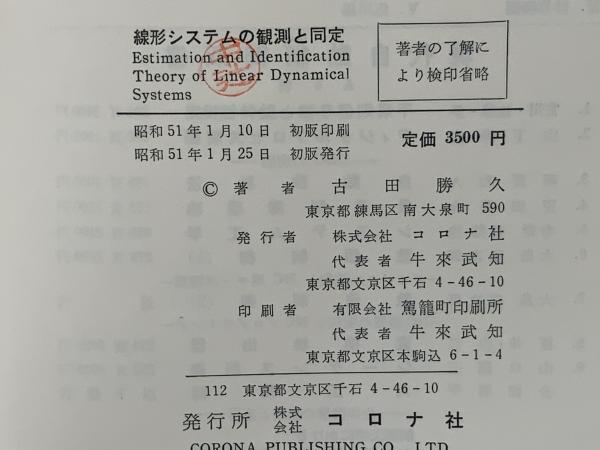 線形システムの観測と同定
Estimation and Identification
Theory of Linear Dynamical
Systems
著者の了解に
より検印省略
昭和51年1月10日 初版印刷
昭和51年1月25日 初版発行
定価 3500 円
© 著者 古田勝久
東京都練馬区南大泉町 590
発行者 株式会社 コロナ社
代表者 牛來武知
東京都文京区千石 4-46-10
印刷者 有限会社 駕籠町印刷所
代表者 牛來武知
東京都文京区本駒込 6-1-4
112 東京都文京区千石 4-46-10
発行所 株式会社 コロナ社
CORONA PUBLISHING CO., LTD.